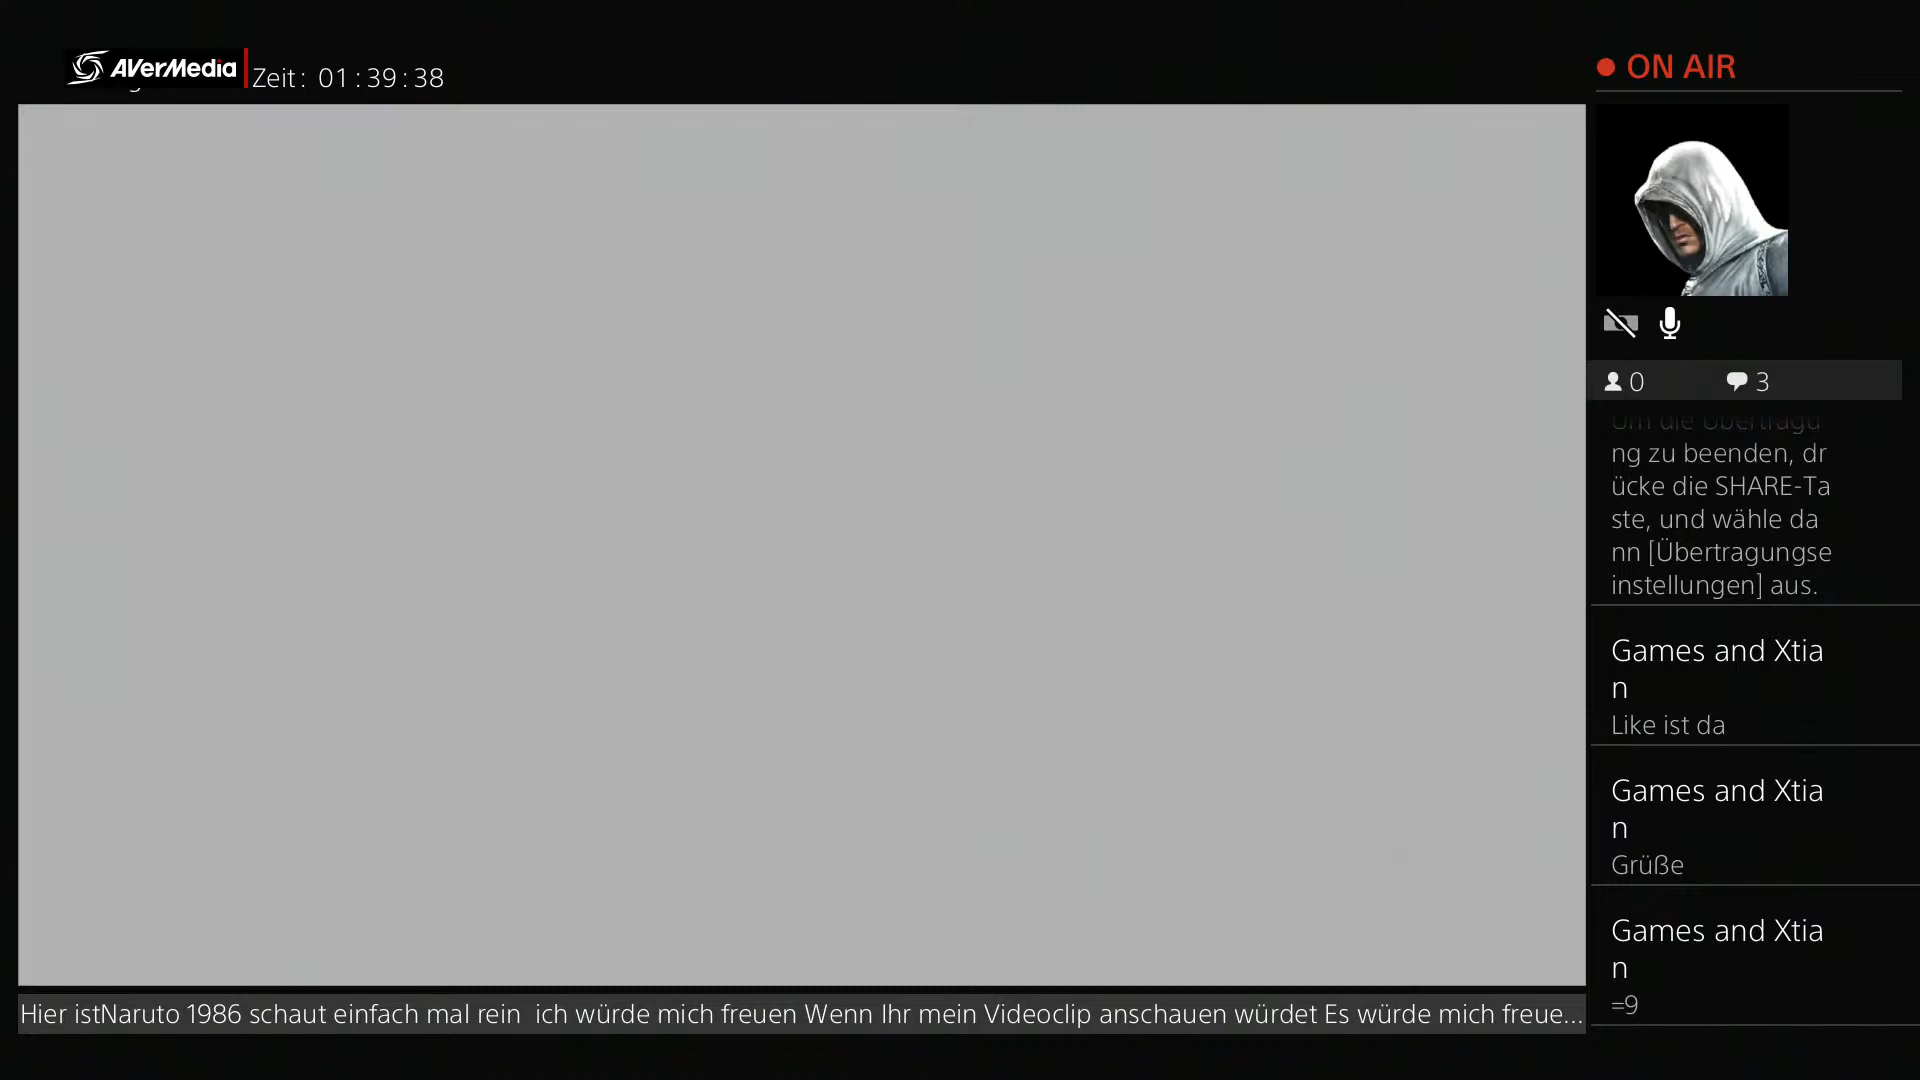 AVerMedia
Zeit: 01:39:38
ON AIR
0
3
Um die Übertragu
ng zu beenden, dr
ücke die SHARE-Ta
ste, und wähle da
nn [Übertragungse
instellungen] aus.
Games and Xtia
n
Like ist da
Games and Xtia
n
Grüße
Games and Xtia
n
=9
Hier istNaruto 1986 schaut einfach mal rein  ich würde mich freuen Wenn Ihr mein Videoclip anschauen würdet Es würde mich freue...